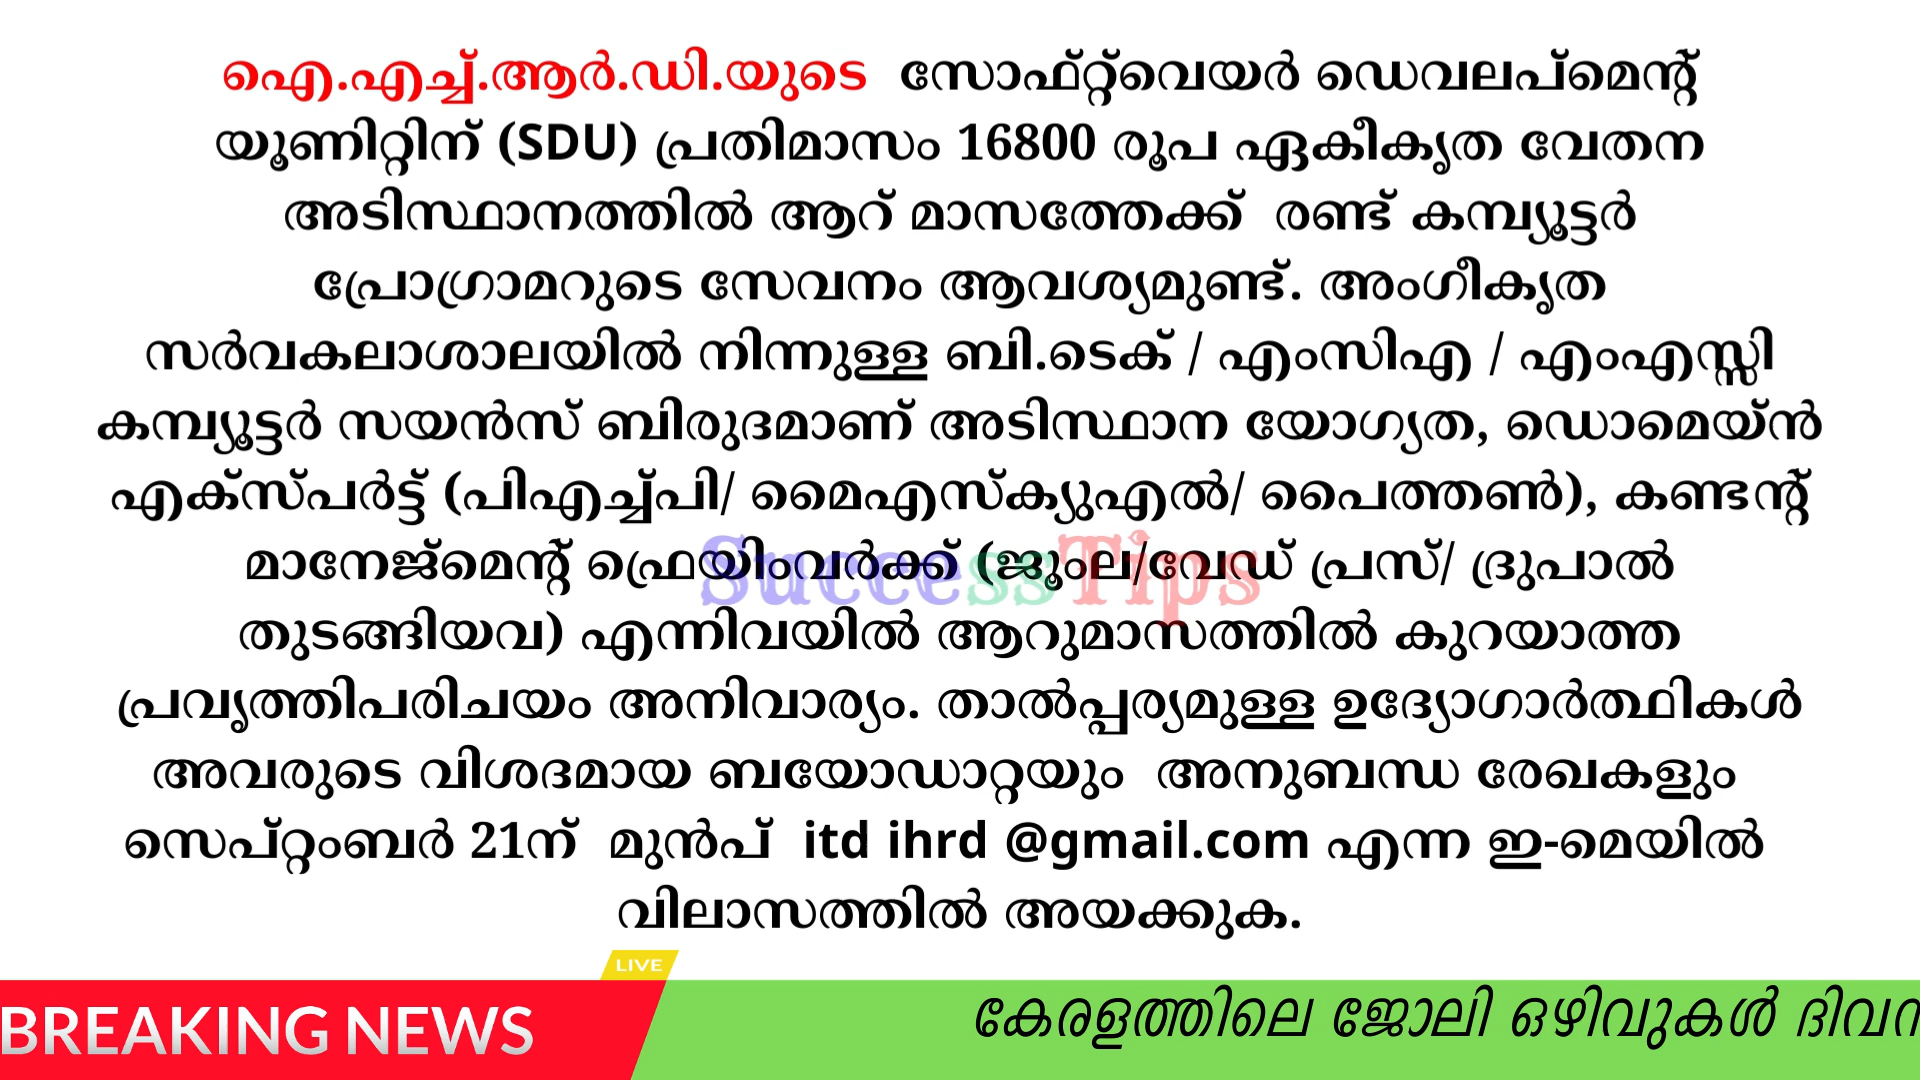 ഐ.എച്ച്.ആർ.ഡി.യുടെ സോഫ്റ്റ്‌വെയർ ഡെവലപ്മെന്റ്
യൂണിറ്റിന് (SDU) പ്രതിമാസം 16800 രൂപ ഏകീകൃത വേതന
അടിസ്ഥാനത്തിൽ ആറ് മാസത്തേക്ക് രണ്ട് കമ്പ്യൂട്ടർ
പ്രോഗ്രാമറുടെ സേവനം ആവശ്യമുണ്ട്. അംഗീകൃത
സർവകലാശാലയിൽ നിന്നുള്ള ബി.ടെക് / എംസിഎ / എംഎസ്സി
കമ്പ്യൂട്ടർ സയൻസ് ബിരുദമാണ് അടിസ്ഥാന യോഗ്യത, ഡൊമെയ്ൻ
എക്സ്പർട്ട് (പിഎച്ച്പി/ മൈഎസ്ക്യുഎൽ/ പൈത്തൺ), കണ്ടന്റ്
മാനേജ്മെന്റ് ഫ്രെയിംവർക്ക് (ജൂംല/വേഡ് പ്രസ്/ ദ്രുപാൽ
SuccessTips
തുടങ്ങിയവ) എന്നിവയിൽ ആറുമാസത്തിൽ കുറയാത്ത
പ്രവൃത്തിപരിചയം അനിവാര്യം. താൽപ്പര്യമുള്ള ഉദ്യോഗാർത്ഥികൾ
അവരുടെ വിശദമായ ബയോഡാറ്റയും അനുബന്ധ രേഖകളും
സെപ്റ്റംബർ 21ന് മുൻപ് itd ihrd @gmail.com എന്ന ഇ-മെയിൽ
വിലാസത്തിൽ അയക്കുക.
LIVE
BREAKING NEWS
കേരളത്തിലെ ജോലി ഒഴിവുകൾ